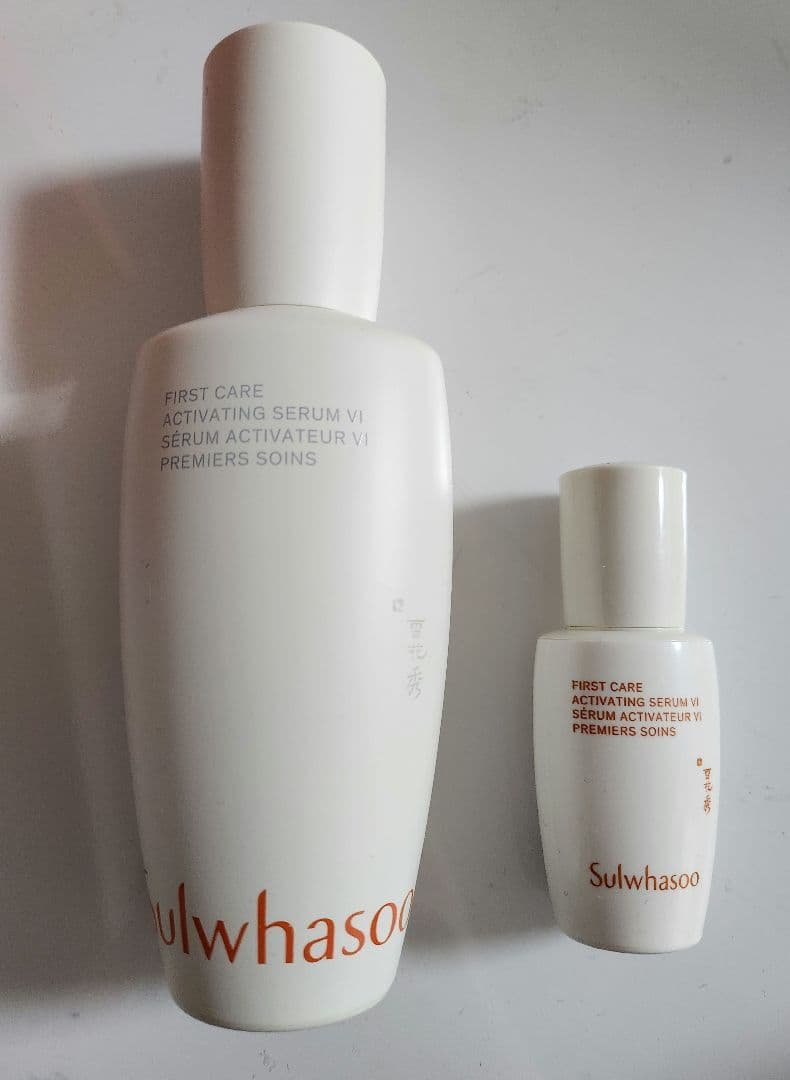 FIRST CARE
ACTIVATING SERUM VI
SÉRUM ACTIVATEUR VI
PREMIERS SOINS
雪花秀
Sulwhasoo
FIRST CARE
ACTIVATING SERUM VI
SÉRUM ACTIVATEUR VI
PREMIERS SOINS
雪花秀
Sulwhasoo